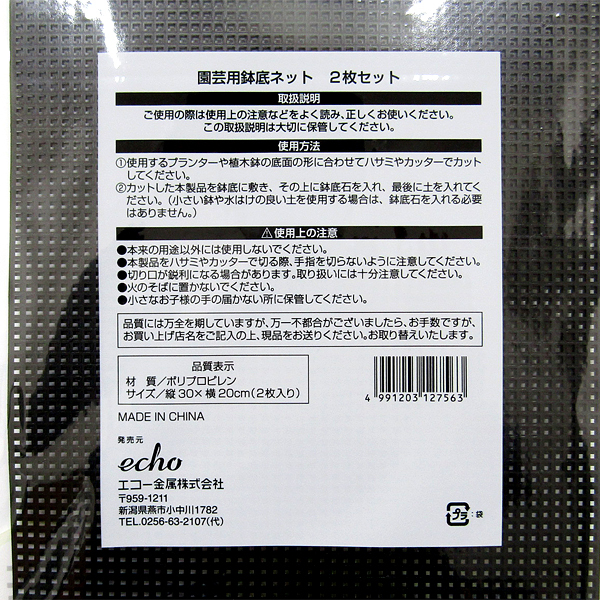 園芸用鉢底ネット 2枚セット
取扱説明
ご使用の際は使用上の注意などをよく読み、正しくお使いください。
この取扱説明は大切に保管してください。
使用方法
①使用するプランターや植木鉢の底面の形に合わせてハサミやカッターでカット
してください。
②カットした本製品を鉢底に敷き、その上に鉢底石を入れ、最後に土を入れてく
ださい。(小さい鉢や水はけの良い土を使用する場合は、鉢底石を入れる必要
はありません。)
⚠使用上の注意
●本来の用途以外には使用しないでください。
●本製品をハサミやカッターで切る際、手指を切らないように注意してください。
●切り口が鋭利になる場合があります。取り扱いには十分注意してください。
●火のそばに置かないでください。
●小さなお子様の手の届かない所に保管してください。
品質には万全を期していますが、万一不都合がございましたら、お手数ですが、
お買い上げ店名をご記入の上、現品をお送りください。お取り替えいたします。
品質表示
材 質/ポリプロピレン
サイズ/縦30×横20cm(2枚入り)
4 991203 127563
MADE IN CHINA
発売元
echo
エコー金属株式会社
〒959-1211
新潟県燕市小中川1782
TEL.0256-63-2107(代)
プラ :袋